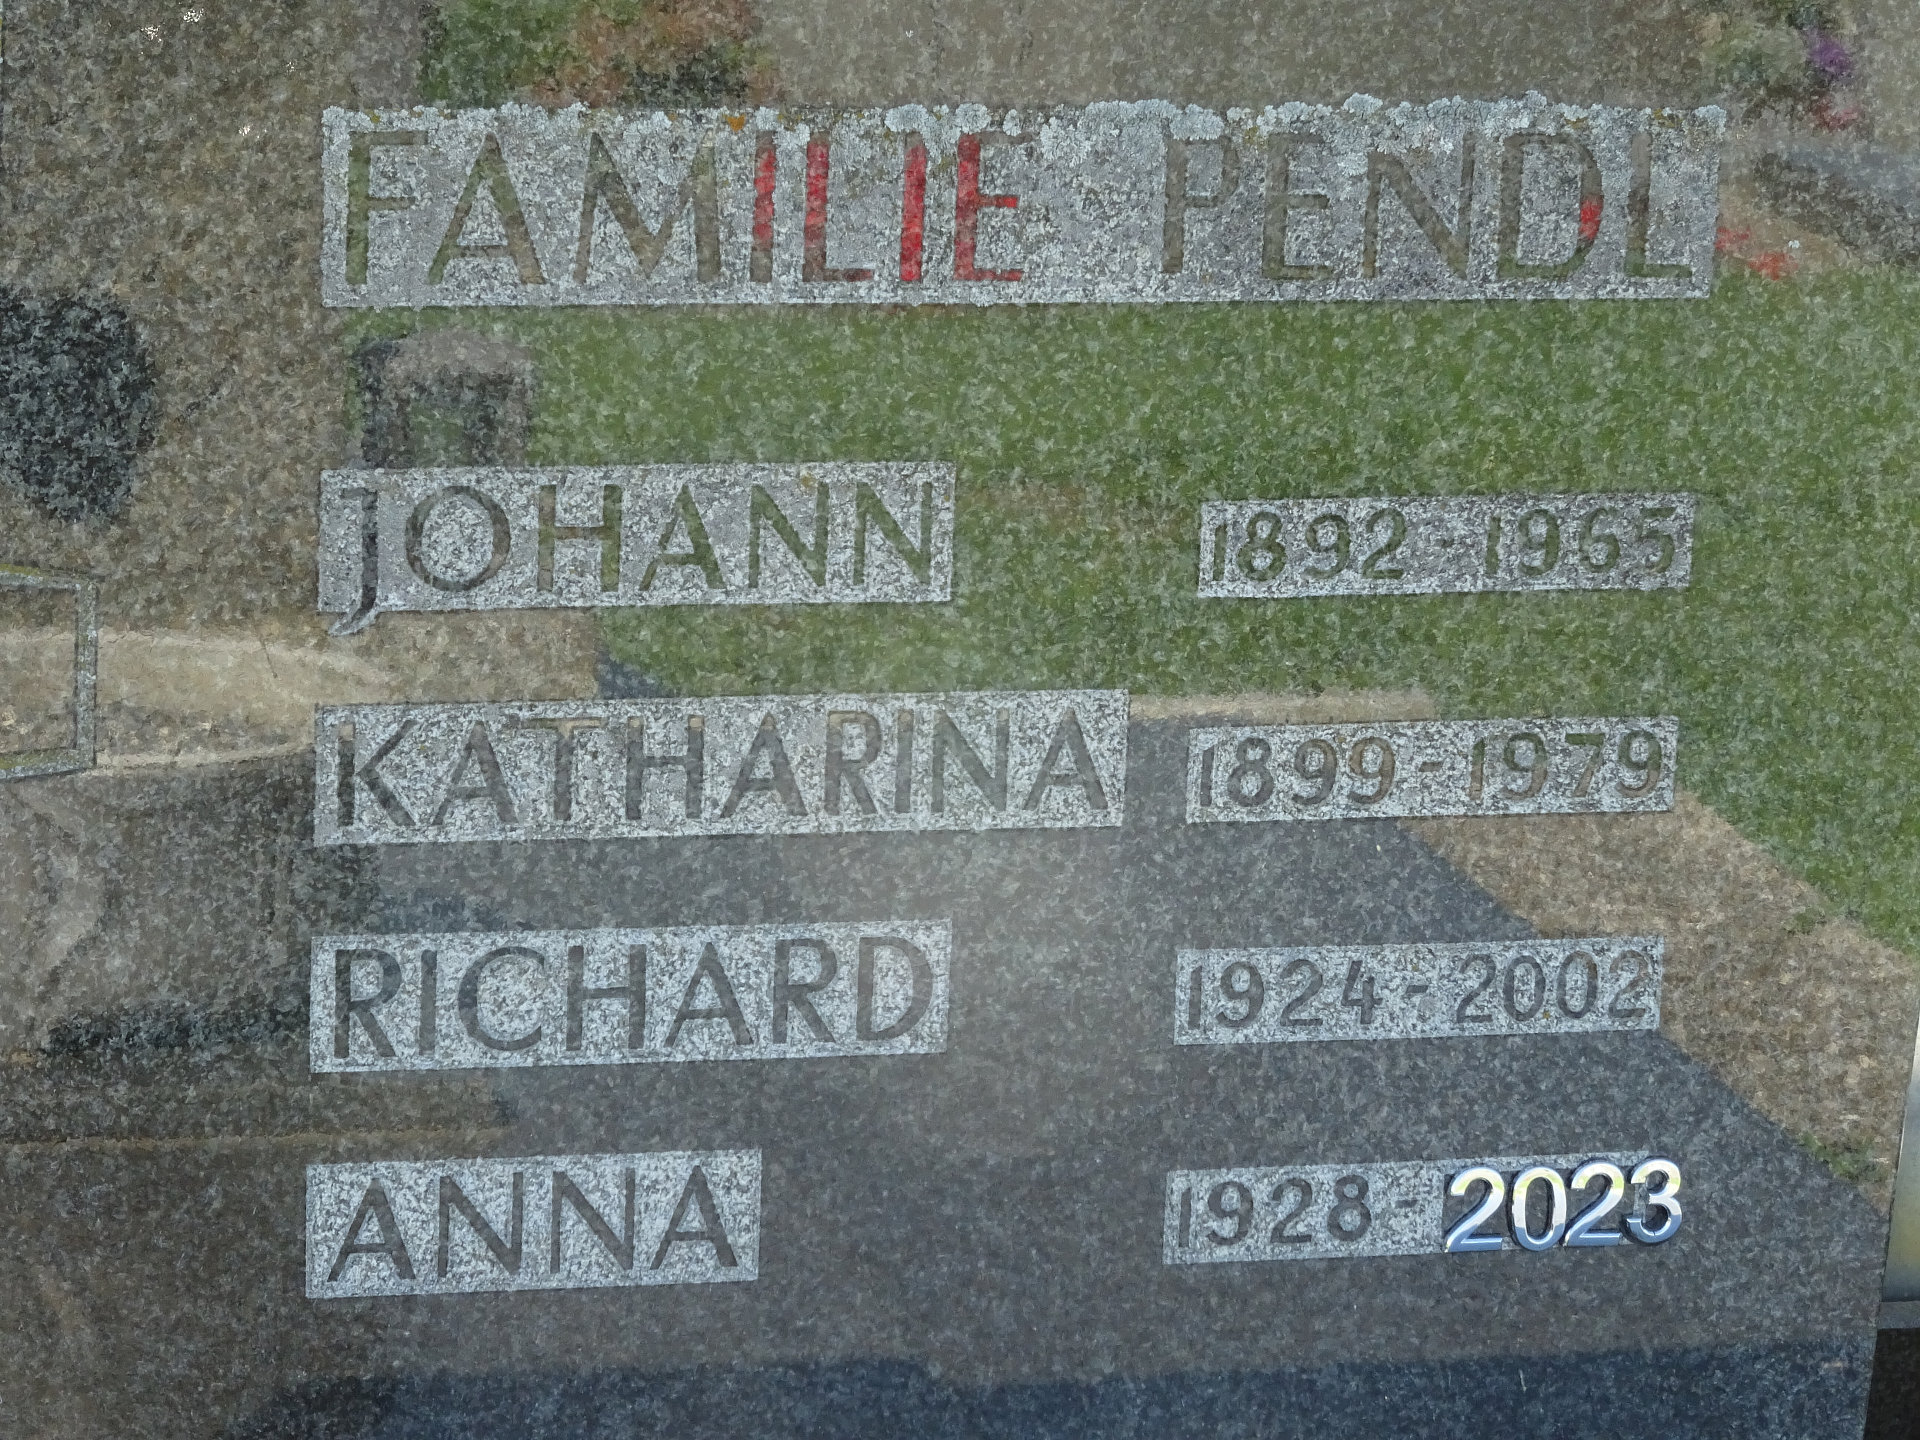 FAMILIE PENDL
JOHANN 1892 - 1965
KATHARINA 1899 - 1979
RICHARD 1924 - 2002
ANNA 1928 - 2023